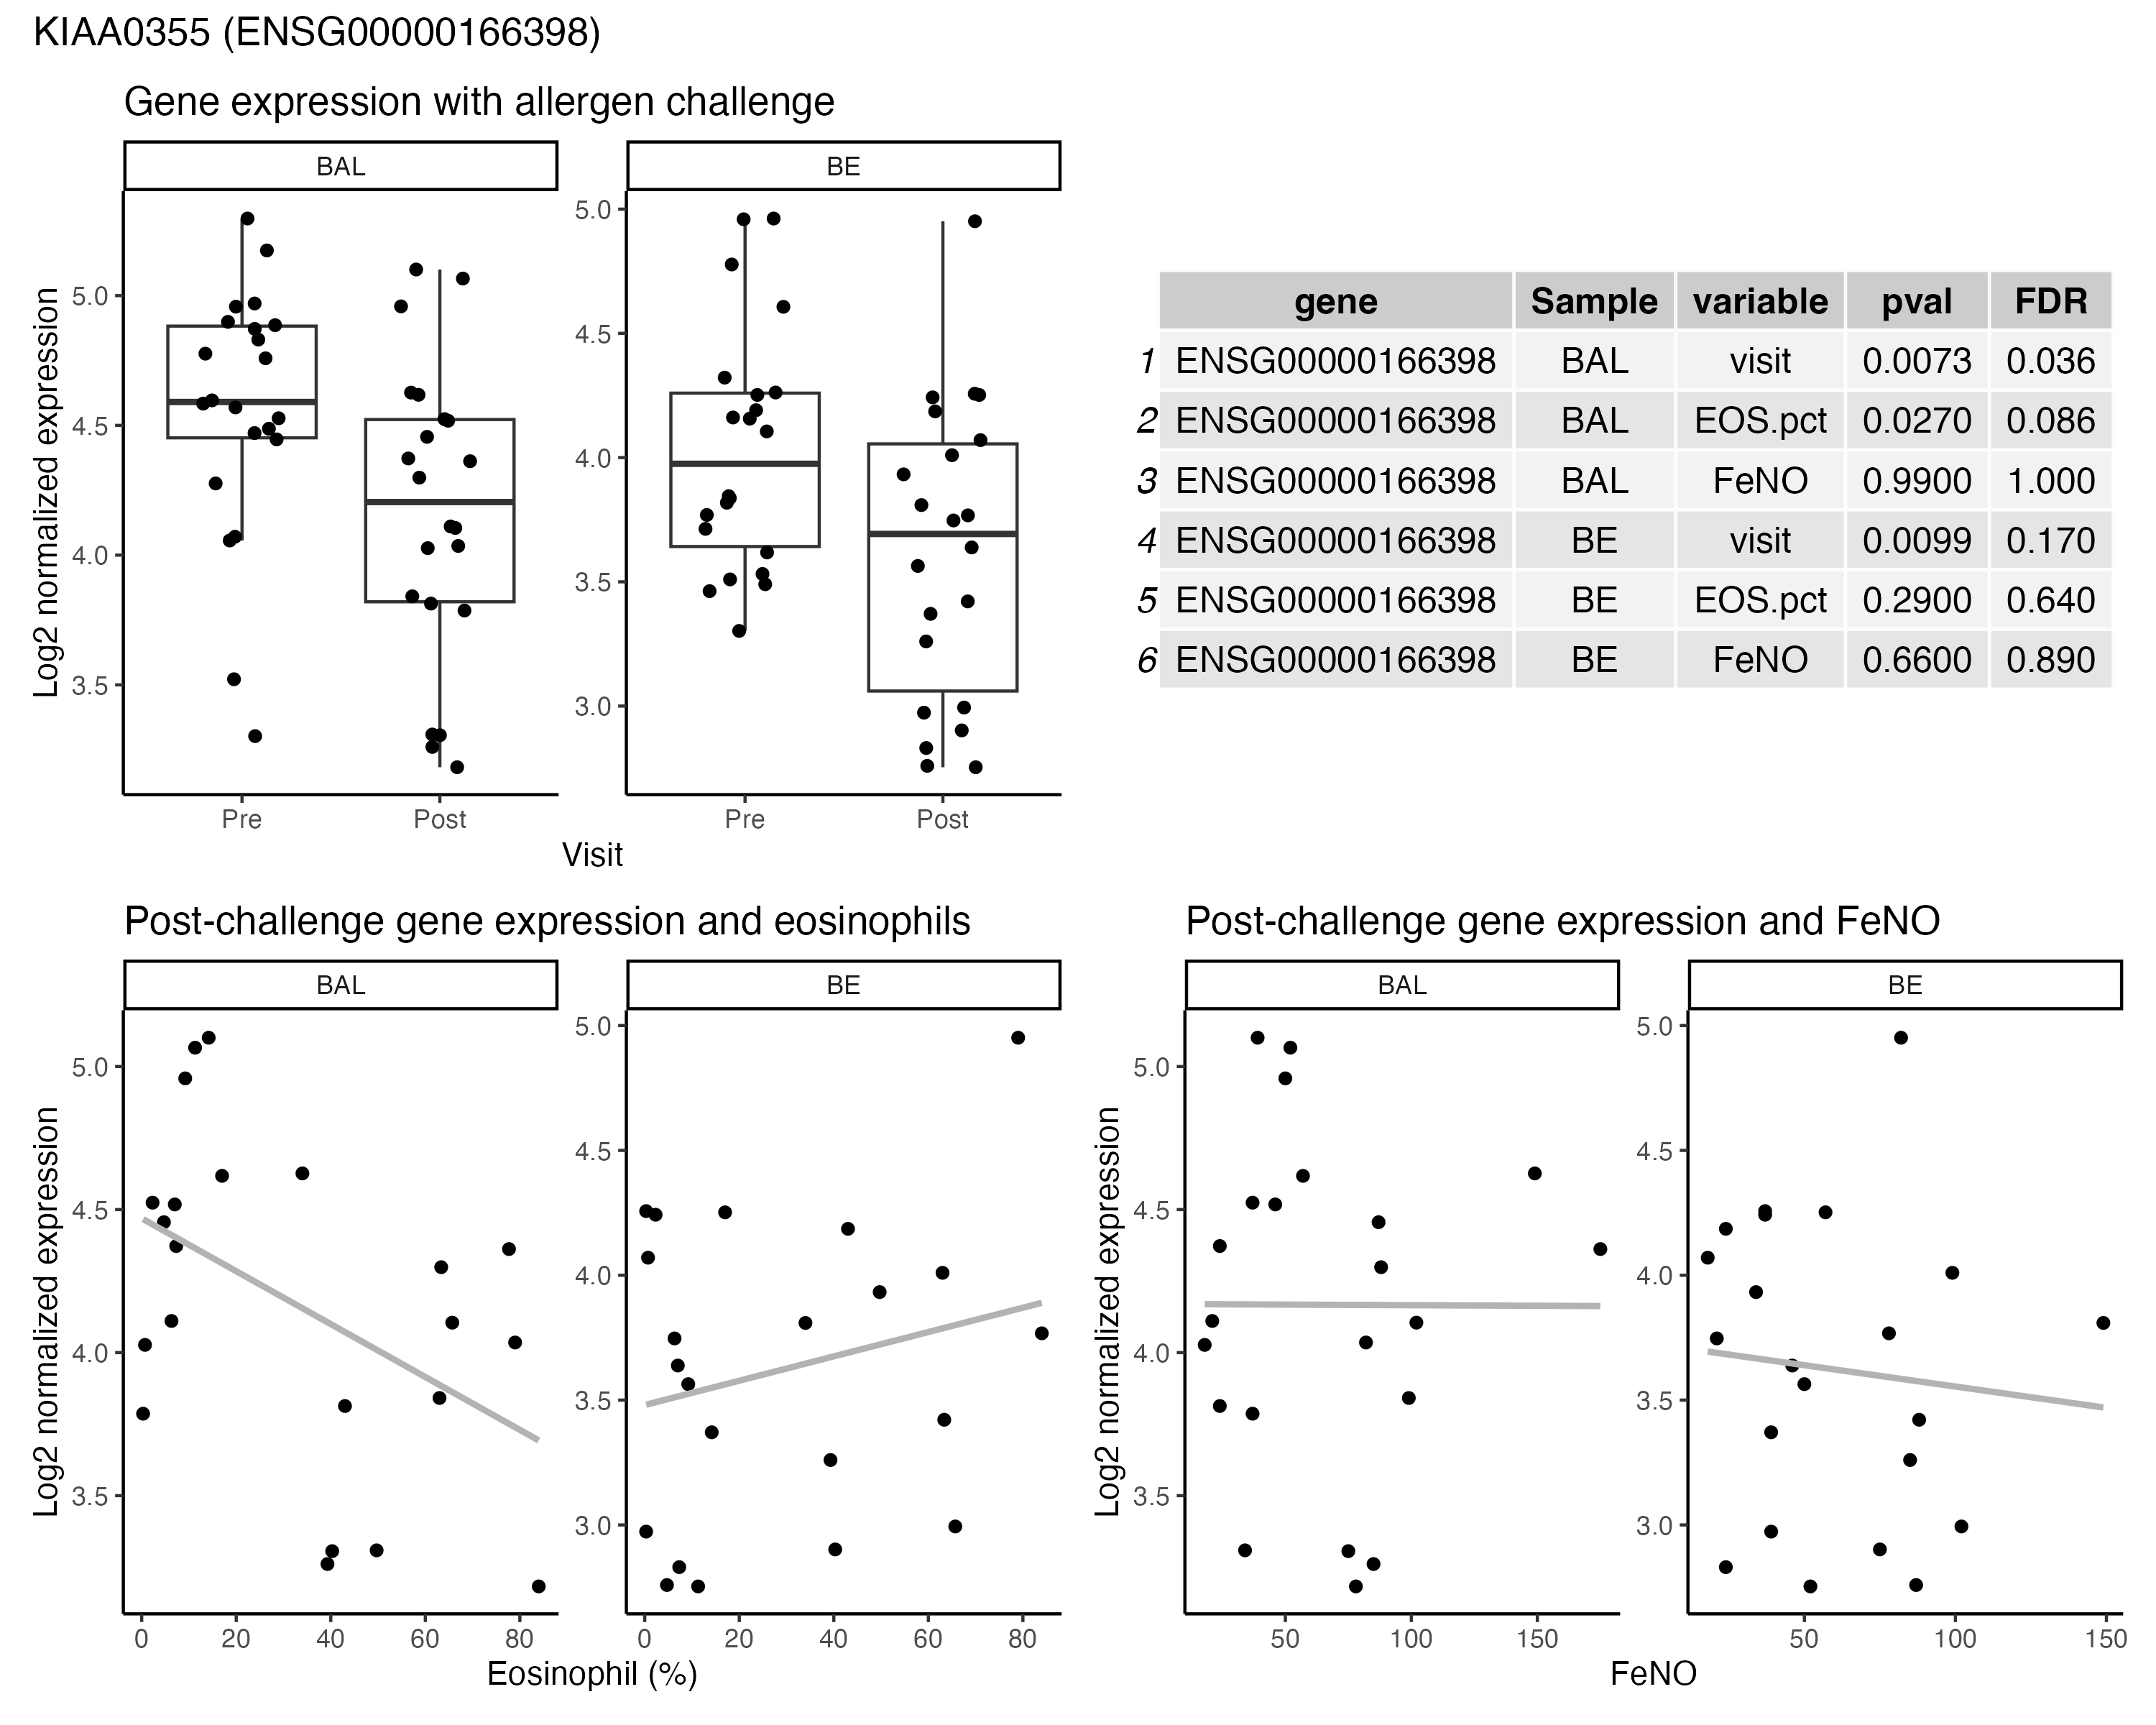 KIAA0355 (ENSG00000166398)
Gene expression with allergen challenge
BAL
BE
Log2 normalized expression
5.0
4.5
4.0
3.5
5.0
4.5
4.0
3.5
3.0
Pre
Post
Pre
Post
Visit
gene Sample variable pval FDR
1 ENSG00000166398 BAL visit 0.0073 0.036
2 ENSG00000166398 BAL EOS.pct 0.0270 0.086
3 ENSG00000166398 BAL FeNO 0.9900 1.000
4 ENSG00000166398 BE visit 0.0099 0.170
5 ENSG00000166398 BE EOS.pct 0.2900 0.640
6 ENSG00000166398 BE FeNO 0.6600 0.890
Post-challenge gene expression and eosinophils
BAL
BE
Log2 normalized expression
5.0
4.5
4.0
3.5
5.0
4.5
4.0
3.5
3.0
0 20 40 60 80
0 20 40 60 80
Eosinophil (%)
Post-challenge gene expression and FeNO
BAL
BE
Log2 normalized expression
5.0
4.5
4.0
3.5
5.0
4.5
4.0
3.5
3.0
50 100 150
50 100 150
FeNO